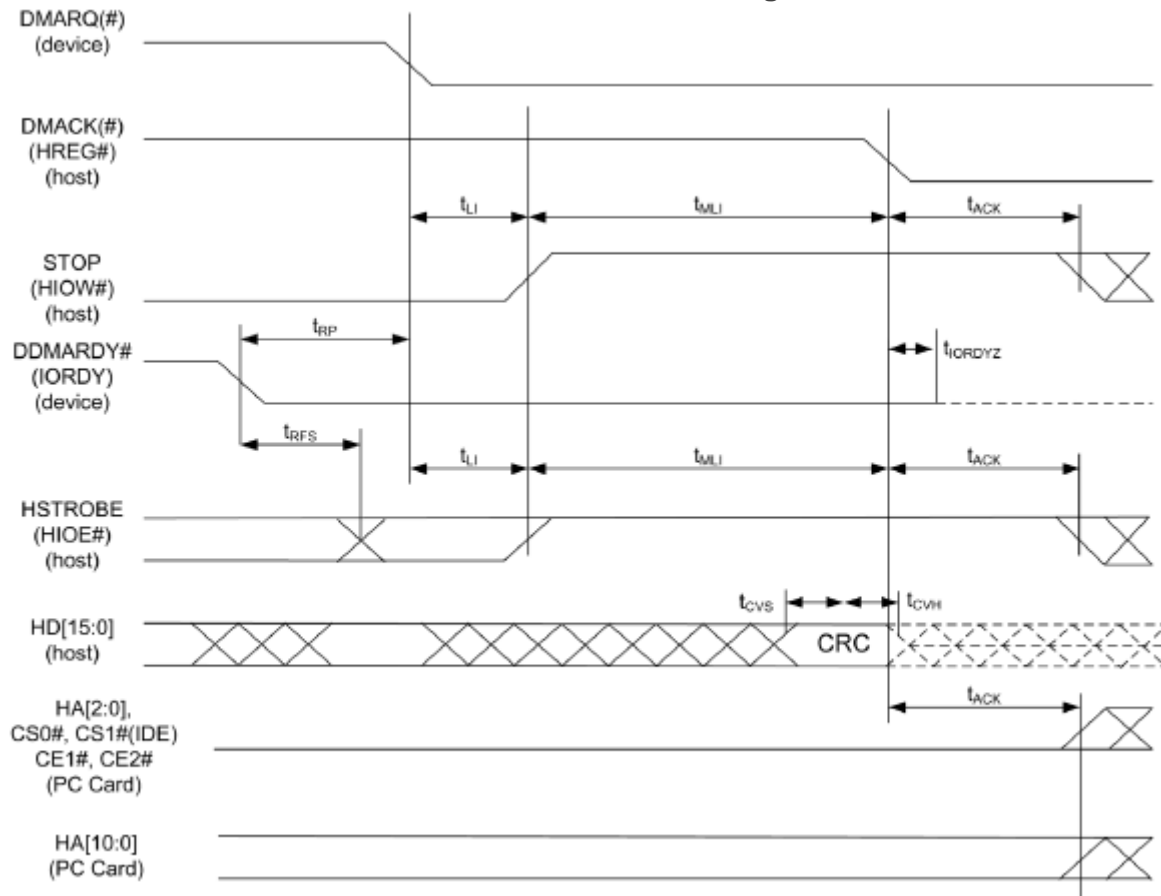 DMARQ(#)
(device)
DMACK(#)
(HREG#)
(host)
tLI
tMLI
tACK
STOP
(HIOW#)
(host)
tRP
DDMARDY#
(IORDY)
(device)
tIORDYZ
tRFS
tLI
tMLI
tACK
HSTROBE
(HIOE#)
(host)
tCVS
tCVH
HD[15:0]
(host)
CRC
HA[2:0],
CS0#, CS1#(IDE)
CE1#, CE2#
(PC Card)
tACK
HA[10:0]
(PC Card)